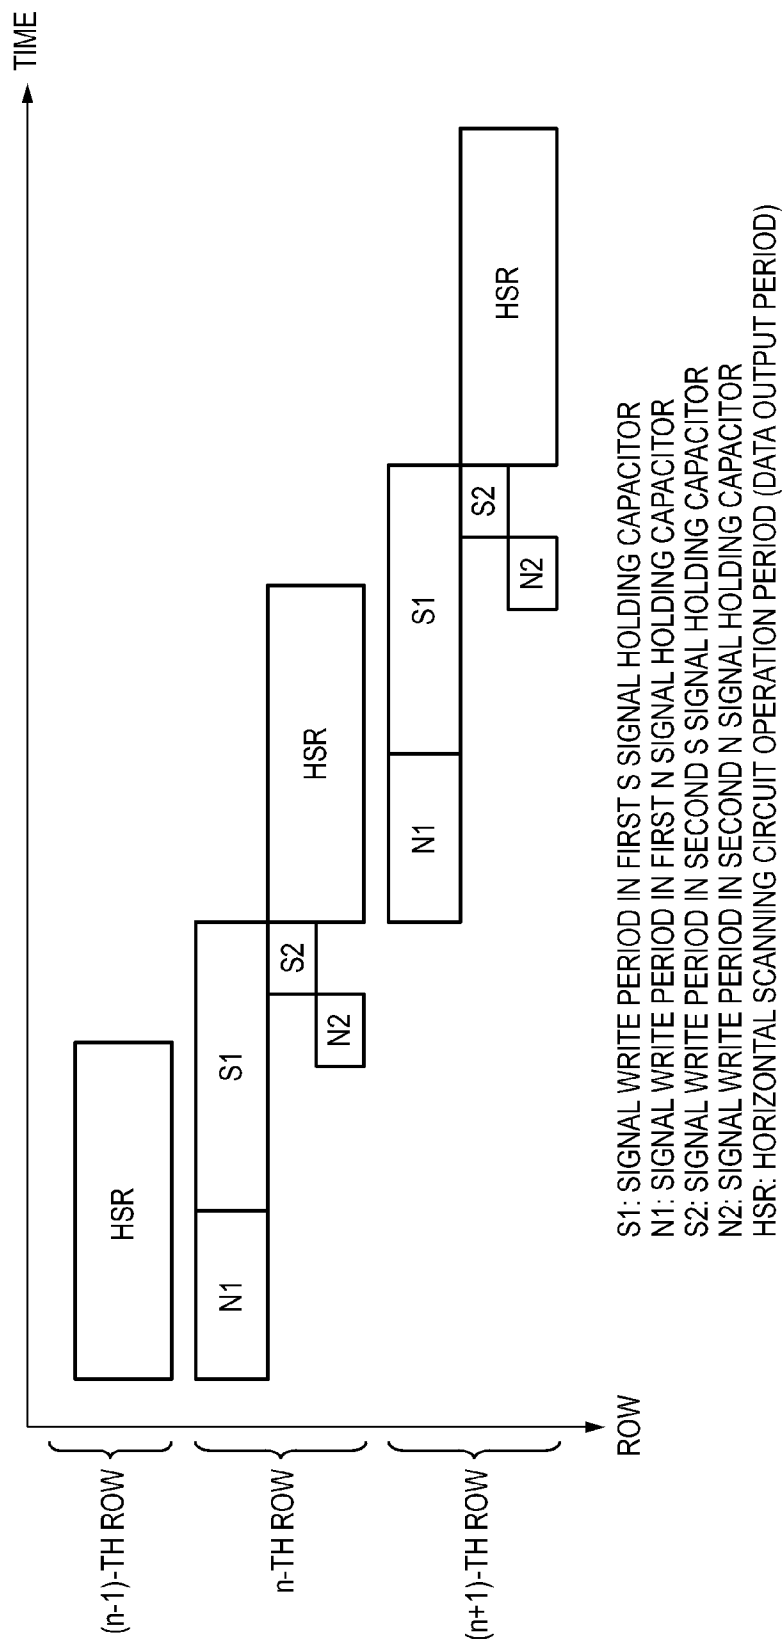 TIME
(n-1)-TH ROW
HSR
n-TH ROW
N1
S1
N2
S2
HSR
(n+1)-TH ROW
N1
S1
N2
S2
HSR
ROW
S1: SIGNAL WRITE PERIOD IN FIRST S SIGNAL HOLDING CAPACITOR
N1: SIGNAL WRITE PERIOD IN FIRST N SIGNAL HOLDING CAPACITOR
S2: SIGNAL WRITE PERIOD IN SECOND S SIGNAL HOLDING CAPACITOR
N2: SIGNAL WRITE PERIOD IN SECOND N SIGNAL HOLDING CAPACITOR
HSR: HORIZONTAL SCANNING CIRCUIT OPERATION PERIOD (DATA OUTPUT PERIOD)